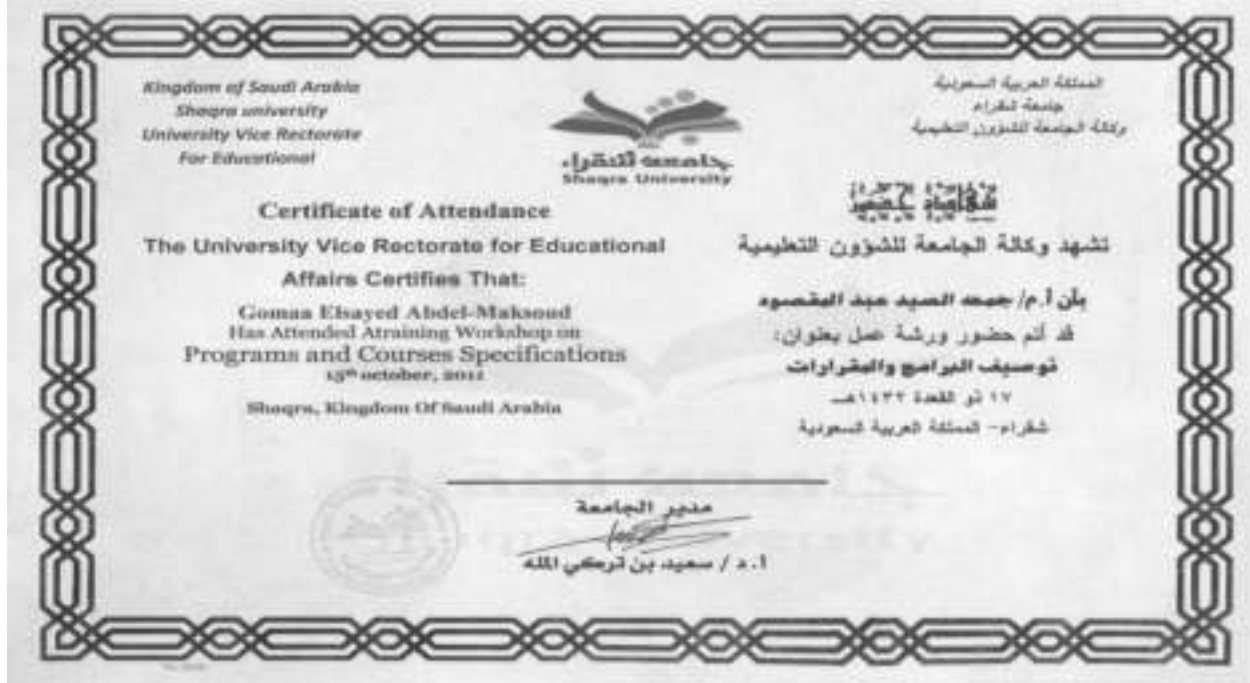 Kingdom of Saudi Arabia
Shaqra university
University Vice Rectorate
For Educational
المملكة العربية السعودية
جامعة شقراء
وكالة الجامعة للشؤون التعليمية
جامعة شقراء
Shaqra University
Certificate of Attendance
The University Vice Rectorate for Educational
Affairs Certifies That:
Gomaa Elsayed Abdel-Maksoud
Has Attended Atraining Workshop on
Programs and Courses Specifications
15th october, 2011
Shaqra, Kingdom Of Saudi Arabia
شهادة حضور
تشهد وكالة الجامعة للشؤون التعليمية
بأن أ.م/ جمعه السيد عبد المقصود
قد أتم حضور ورشة عمل بعنوان:
توصيف البرامج والمقررات
١٧ ذو القعدة ١٤٣٢هـ
شقراء- المملكة العربية السعودية
مدير الجامعة
أ.د / سعيد بن تركي المله